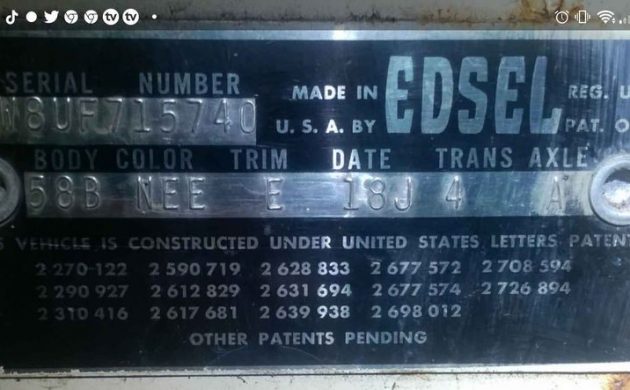 SERIAL NUMBER
W8UF715740
MADE IN
U.S.A. BY
EDSEL
REG. U
PAT. O
BODY COLOR TRIM DATE TRANS AXLE
58B NEE E 18J 4 A
S VEHICLE IS CONSTRUCTED UNDER UNITED STATES LETTERS PATENT
2 270-122 2 590 719 2 628 833 2 677 572 2 708 594
2 290 927 2 612 829 2 631 694 2 677 574 2 726 894
2 310 416 2 617 681 2 639 938 2 698 012
OTHER PATENTS PENDING